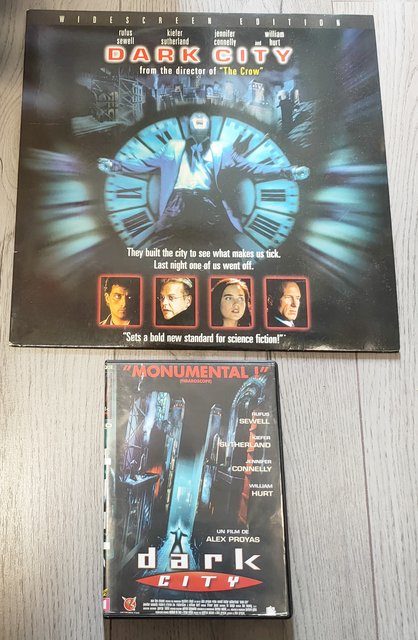 WIDESCREEN EDITION
rufus sewell
kiefer sutherland
jennifer connelly
and
william hurt
DARK CITY
from the director of "The Crow"
They built the city to see what makes us tick.
Last night one of us went off.
"Sets a bold new standard for science fiction!"
"MONUMENTAL !"
RUFUS
SEWELL
KIEFER
SUTHERLAND
JENNIFER
CONNELLY
WILLIAM
HURT
UN FILM DE
ALEX PROYAS
dark
CITY